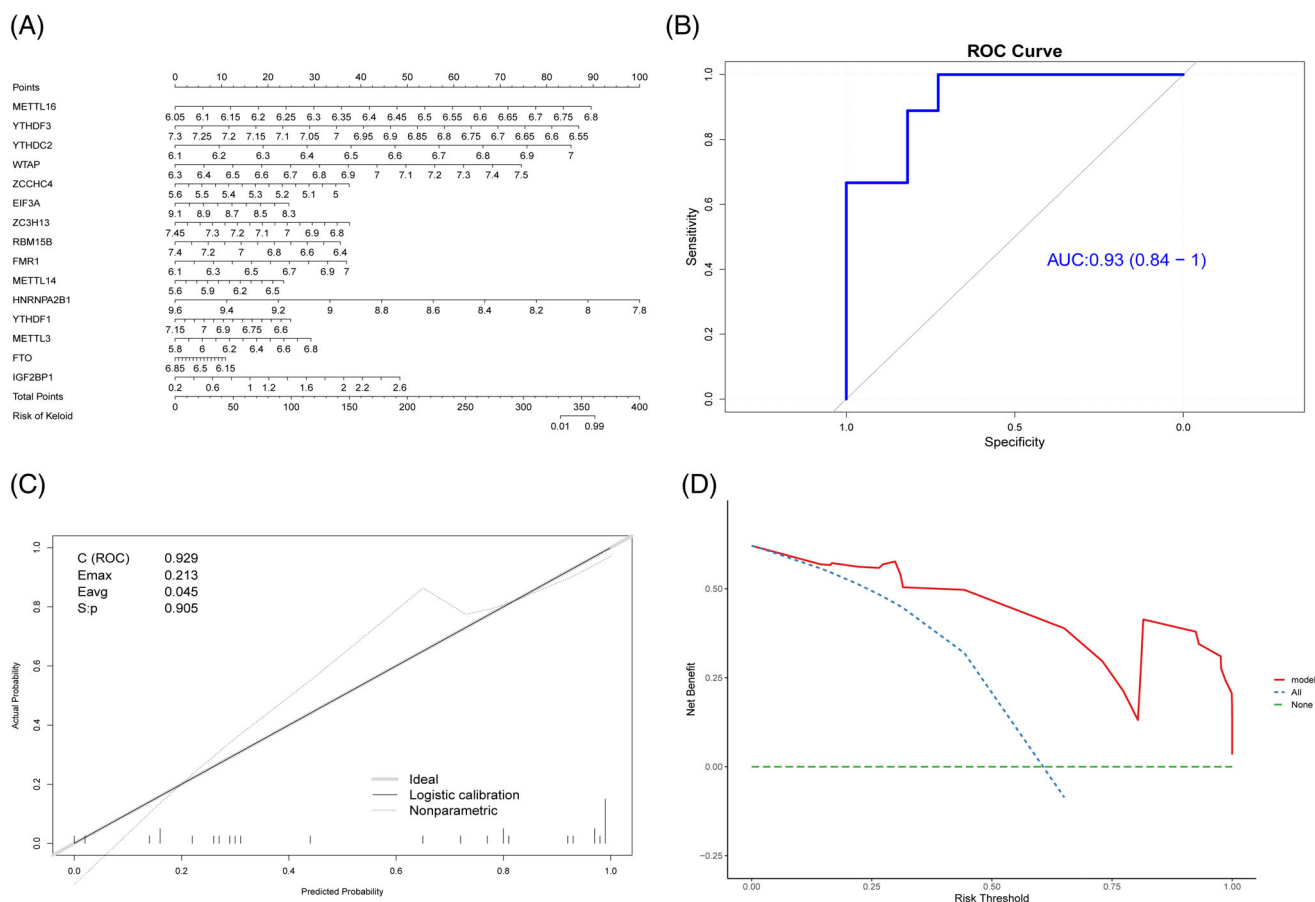 (A)
Points
0 10 20 30 40 50 60 70 80 90 100
METTL16
6.05 6.1 6.15 6.2 6.25 6.3 6.35 6.4 6.45 6.5 6.55 6.6 6.65 6.7 6.75 6.8
YTHDF3
7.3 7.25 7.2 7.15 7.1 7.05 7 6.95 6.9 6.85 6.8 6.75 6.7 6.65 6.6 6.55
YTHDC2
6.1 6.2 6.3 6.4 6.5 6.6 6.7 6.8 6.9 7
WTAP
6.3 6.4 6.5 6.6 6.7 6.8 6.9 7 7.1 7.2 7.3 7.4 7.5
ZCCHC4
5.6 5.5 5.4 5.3 5.2 5.1 5
EIF3A
9.1 8.9 8.7 8.5 8.3
ZC3H13
7.45 7.3 7.2 7.1 7 6.9 6.8
RBM15B
7.4 7.2 7 6.8 6.6 6.4
FMR1
6.1 6.3 6.5 6.7 6.9 7
METTL14
5.6 5.9 6.2 6.5
HNRNPA2B1
9.6 9.4 9.2 9 8.8 8.6 8.4 8.2 8 7.8
YTHDF1
7.15 7 6.9 6.75 6.6
METTL3
5.8 6 6.2 6.4 6.6 6.8
FTO
6.85 6.5 6.15
IGF2BP1
0.2 0.6 1 1.2 1.6 2 2.2 2.6
Total Points
0 50 100 150 200 250 300 350 400
Risk of Keloid
0.01 0.99
(B)
ROC Curve
Sensitivity
1.0
0.8
0.6
0.4
0.2
0.0
AUC:0.93 (0.84 − 1)
1.0 0.5 0.0
Specificity
(C)
C (ROC) 0.929
Emax 0.213
Eavg 0.045
S:p 0.905
Actual Probability
1.0
0.8
0.6
0.4
0.2
0.0
Ideal
Logistic calibration
Nonparametric
0.0 0.2 0.4 0.6 0.8 1.0
Predicted Probability
(D)
Net Benefit
0.50
0.25
0.00
−0.25
model
All
None
0.00 0.25 0.50 0.75 1.00
Risk Threshold